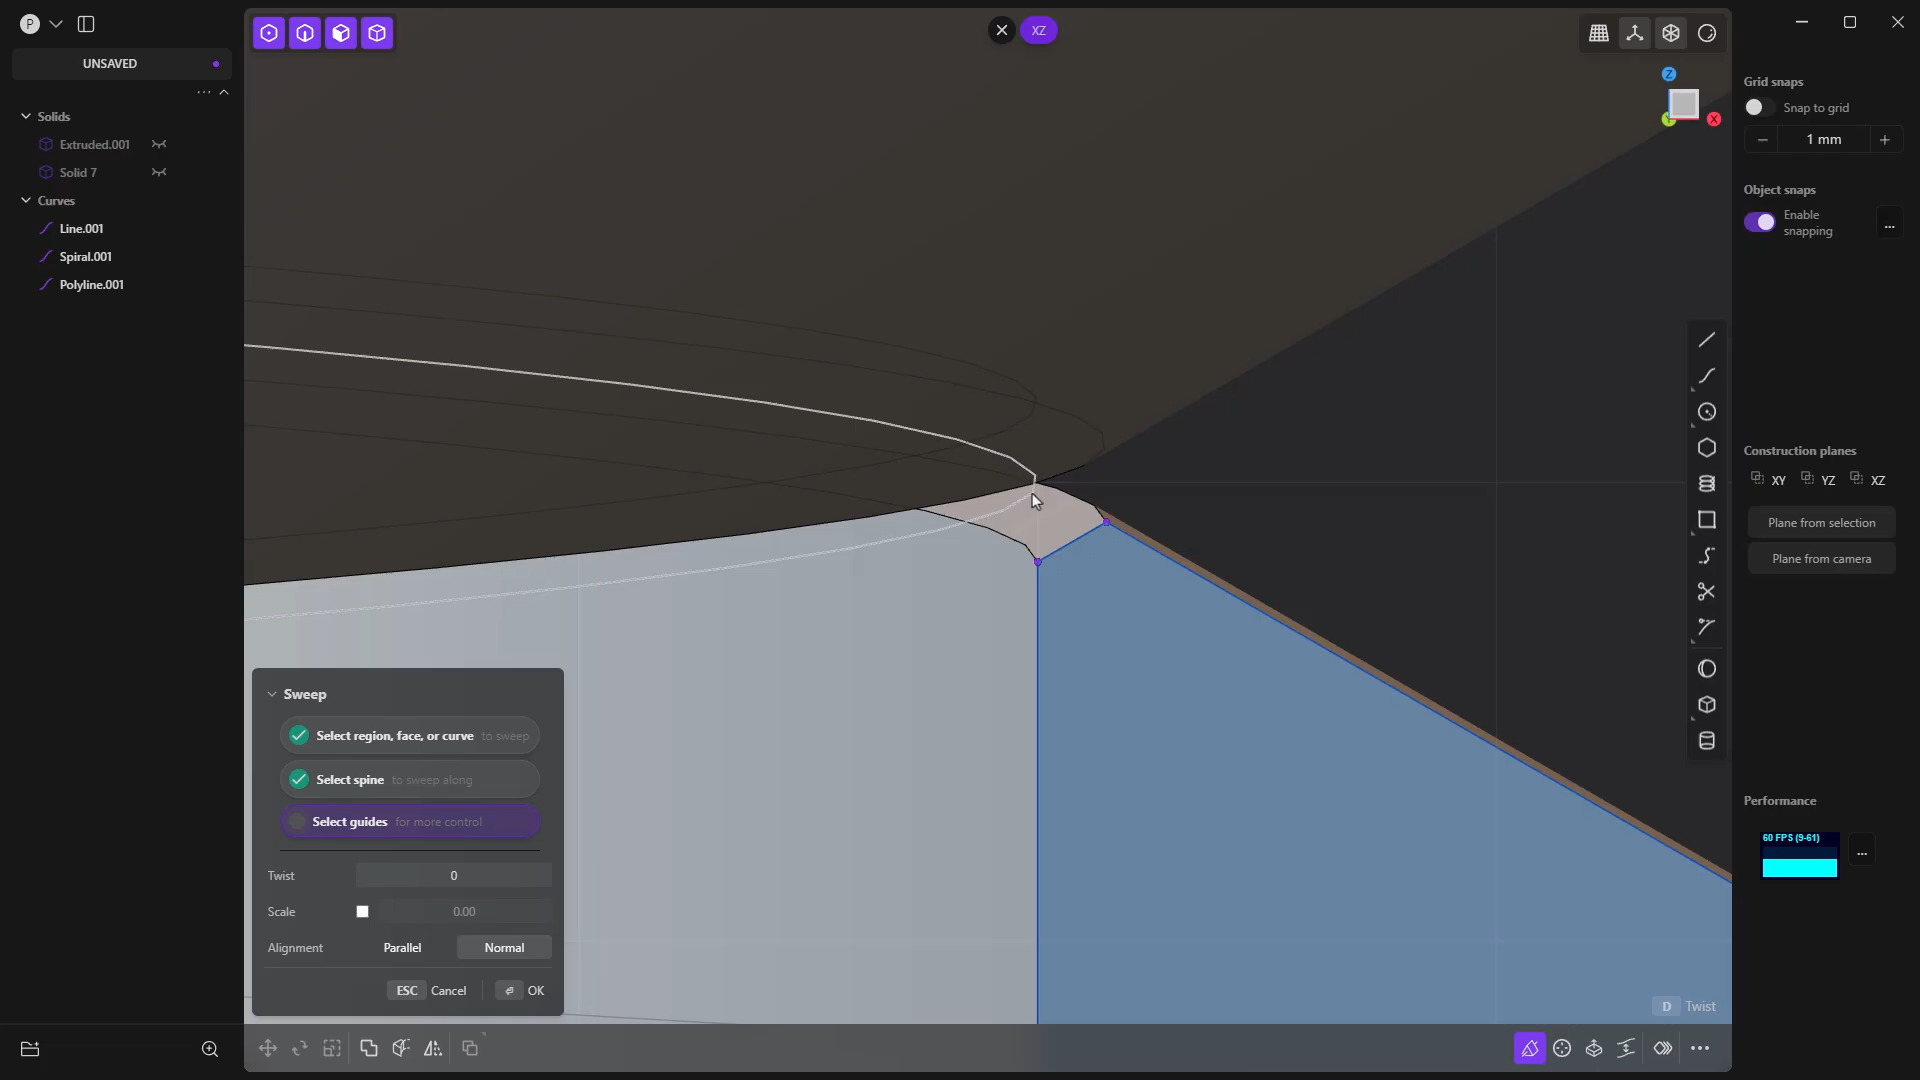 P
UNSAVED
Solids
Extruded.001
Solid 7
Curves
Line.001
Spiral.001
Polyline.001
XZ
Z
X
Grid snaps
Snap to grid
1 mm
Object snaps
Enable
snapping
...
Construction planes
XY YZ XZ
Plane from selection
Plane from camera
Performance
60 FPS (9-61)
...
Sweep
Select region, face, or curve to sweep
Select spine to sweep along
Select guides for more control
Twist 0
Scale 0.00
Alignment Parallel Normal
ESC Cancel OK
D Twist